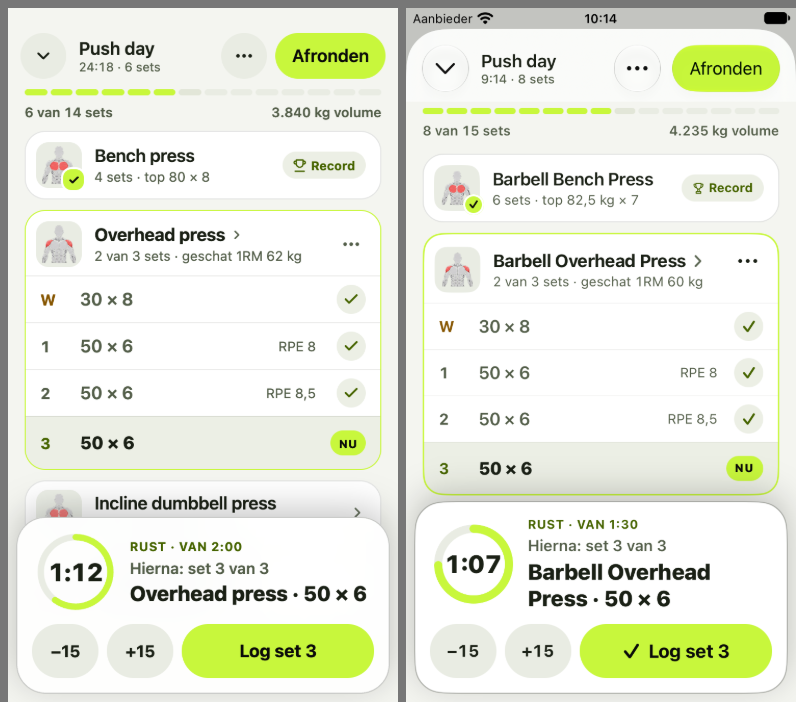 Push day
24:18 · 6 sets
Afronden
6 van 14 sets
3.840 kg volume
Bench press
4 sets · top 80 × 8
Record
Overhead press
2 van 3 sets · geschat 1RM 62 kg
W 30 × 8
1 50 × 6 RPE 8
2 50 × 6 RPE 8,5
3 50 × 6 NU
Incline dumbbell press
RUST · VAN 2:00
1:12
Hierna: set 3 van 3
Overhead press · 50 × 6
−15
+15
Log set 3
Aanbieder
10:14
Push day
9:14 · 8 sets
Afronden
8 van 15 sets
4.235 kg volume
Barbell Bench Press
6 sets · top 82,5 kg × 7
Record
Barbell Overhead Press
2 van 3 sets · geschat 1RM 60 kg
W 30 × 8
1 50 × 6 RPE 8
2 50 × 6 RPE 8,5
3 50 × 6 NU
RUST · VAN 1:30
1:07
Hierna: set 3 van 3
Barbell Overhead
Press · 50 × 6
−15
+15
Log set 3